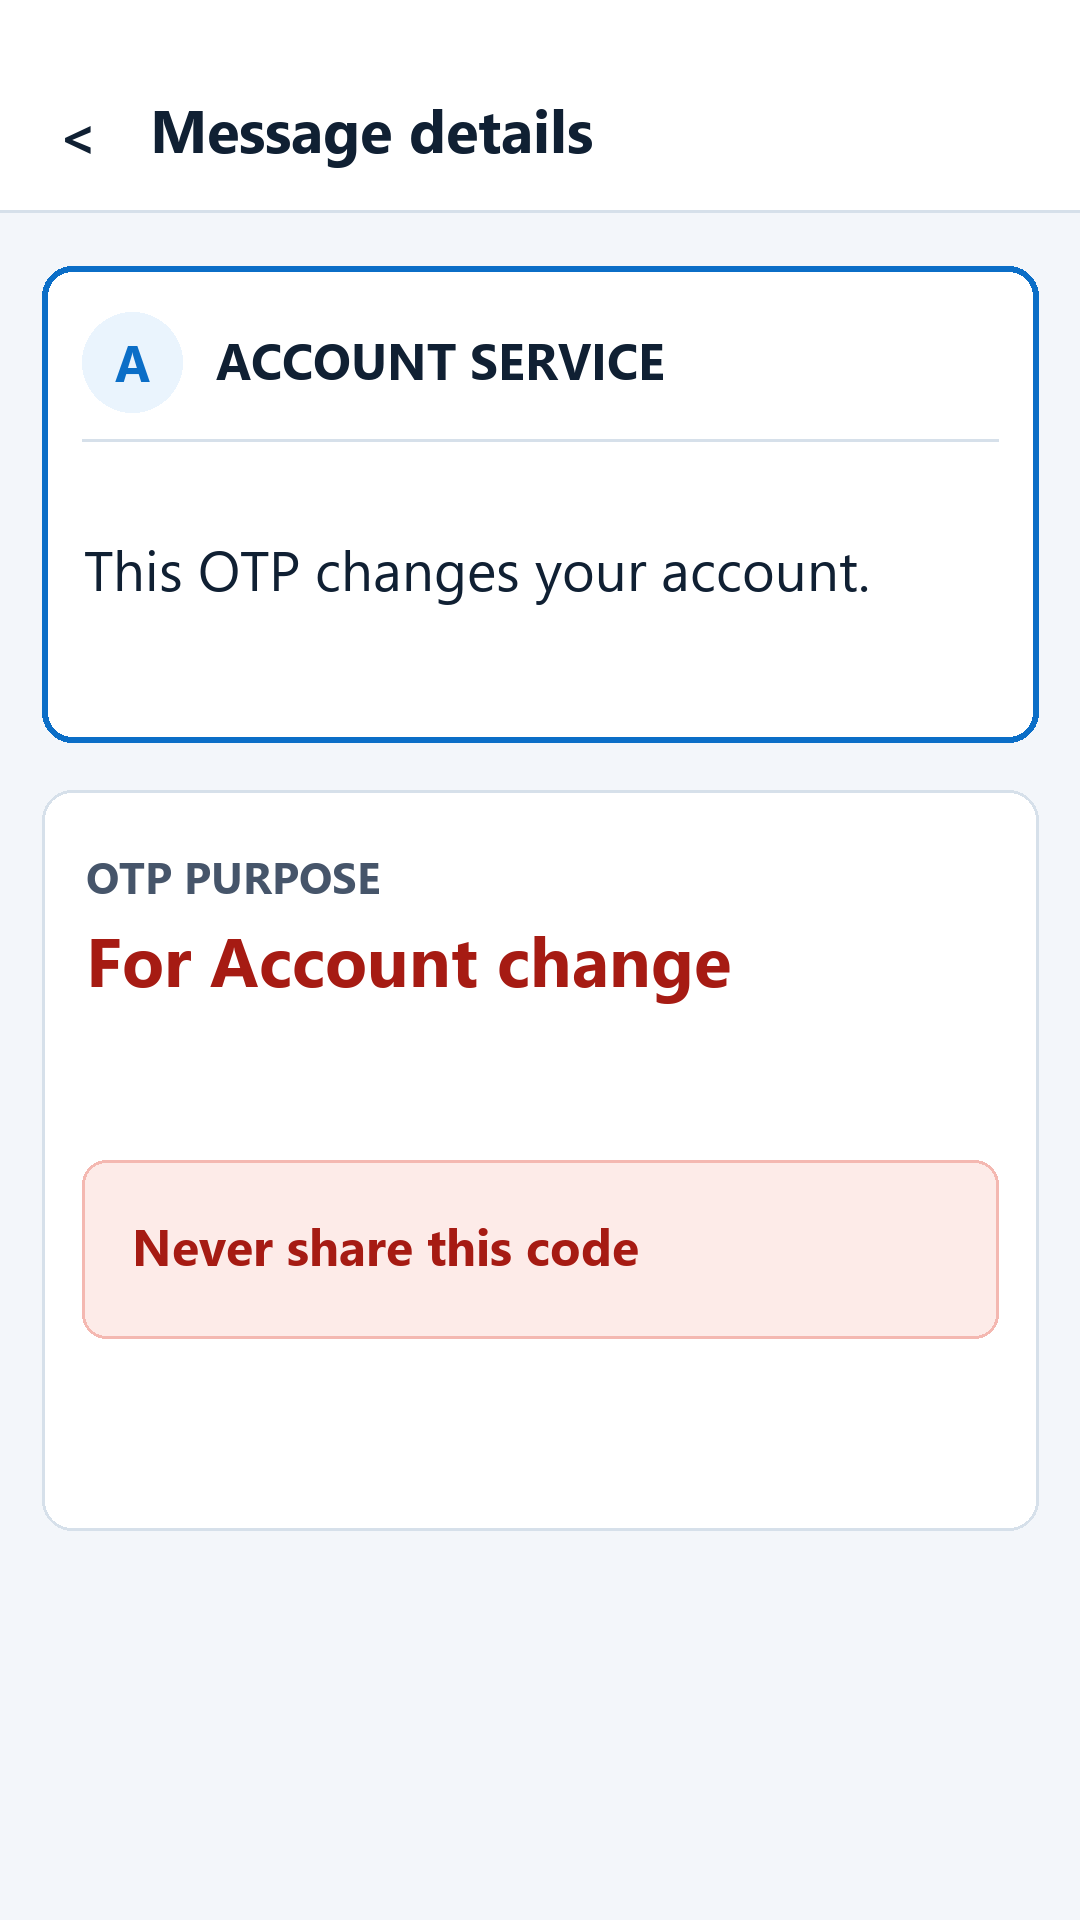 < Message details
A ACCOUNT SERVICE
This OTP changes your account.
OTP PURPOSE
For Account change
Never share this code